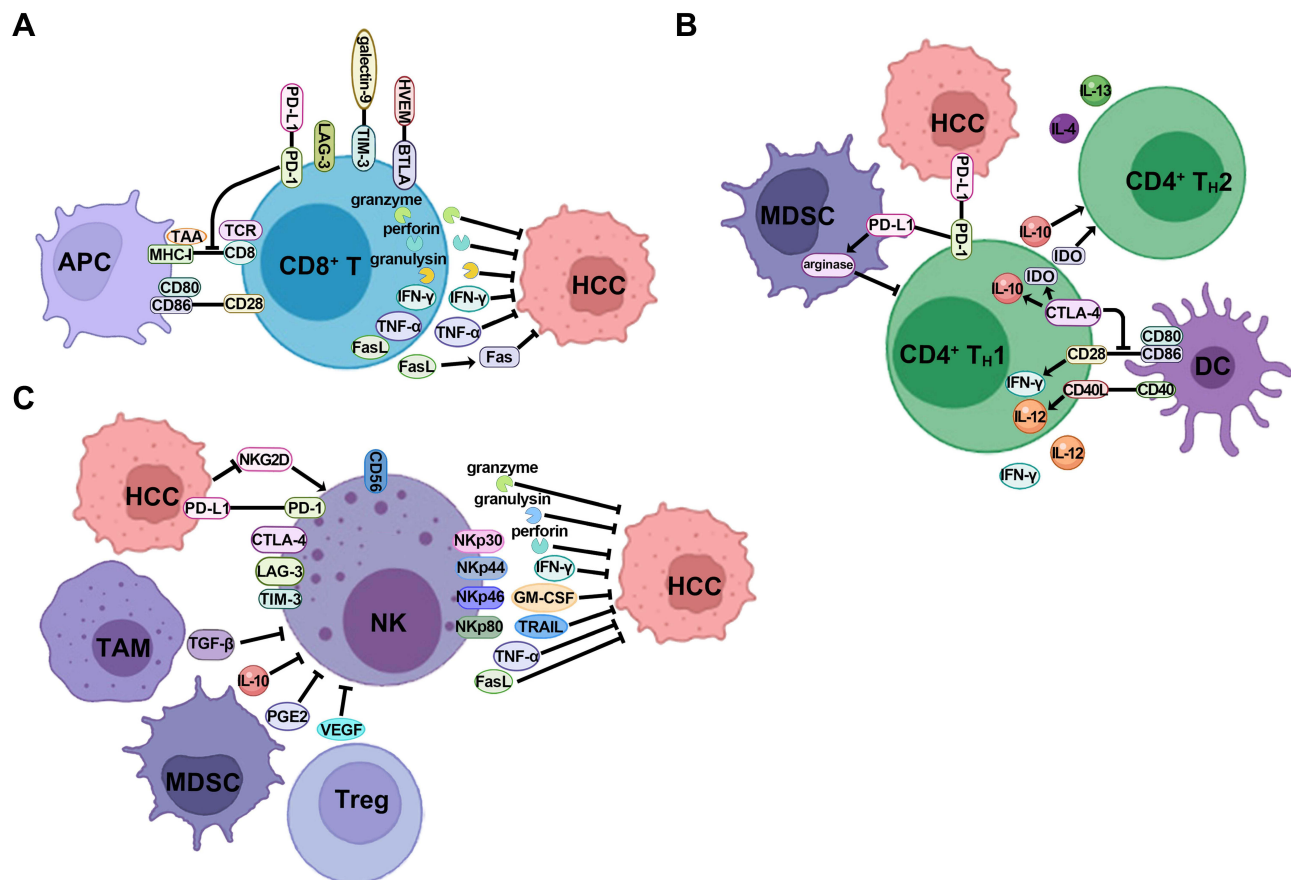 A
galectin-9
HVEM
PD-L1
LAG-3
TIM-3
BTLA
PD-1
granzyme
perforin
granulysin
TAA
TCR
MHC-I
CD8
APC
CD8⁺ T
HCC
CD80
CD86
CD28
IFN-γ
IFN-γ
TNF-α
TNF-α
FasL
FasL
Fas
B
HCC
IL-13
IL-4
CD4⁺ TH2
MDSC
PD-L1
PD-L1
PD-1
IL-10
IDO
arginase
IDO
IL-10
CTLA-4
CD80
CD86
CD28
DC
CD4⁺ TH1
IFN-γ
CD40L
CD40
IL-12
IL-12
IFN-γ
C
CD56
NKG2D
HCC
PD-L1
PD-1
CTLA-4
LAG-3
TIM-3
granzyme
granulysin
perforin
NKp30
NKp44
NKp46
NKp80
IFN-γ
GM-CSF
TRAIL
TNF-α
FasL
HCC
NK
TAM
TGF-β
IL-10
PGE2
VEGF
MDSC
Treg